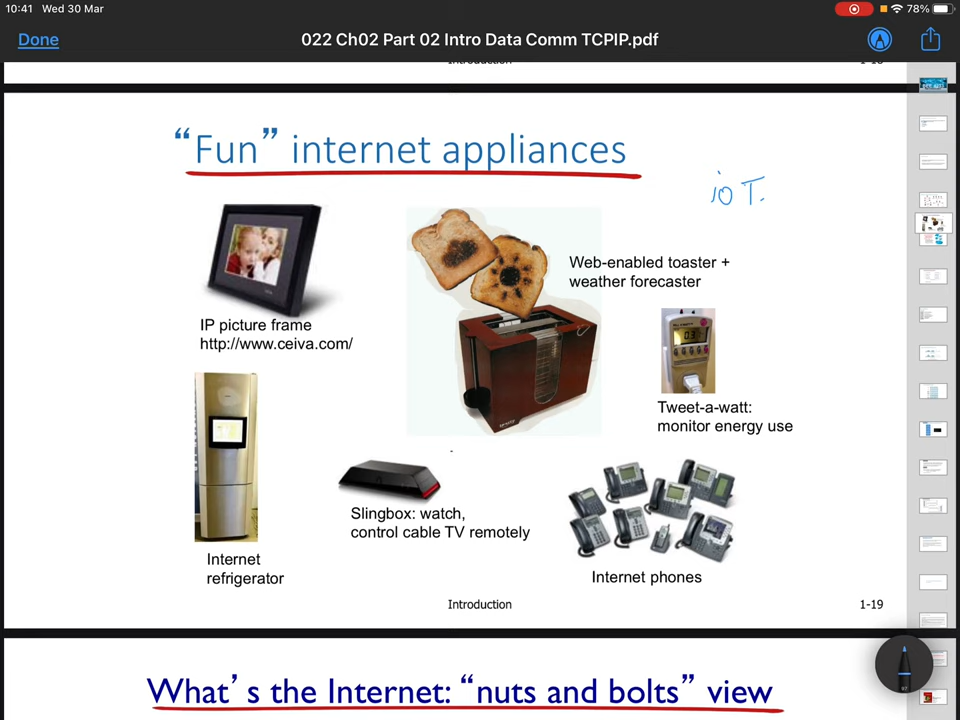 10:41 Wed 30 Mar
78%
Done
022 Ch02 Part 02 Intro Data Comm TCPIP.pdf
Introduction
“Fun” internet appliances
ioT.
IP picture frame
http://www.ceiva.com/
Web-enabled toaster +
weather forecaster
Tweet-a-watt:
monitor energy use
Slingbox: watch,
control cable TV remotely
Internet
refrigerator
Internet phones
Introduction
1-19
What’s the Internet: “nuts and bolts” view